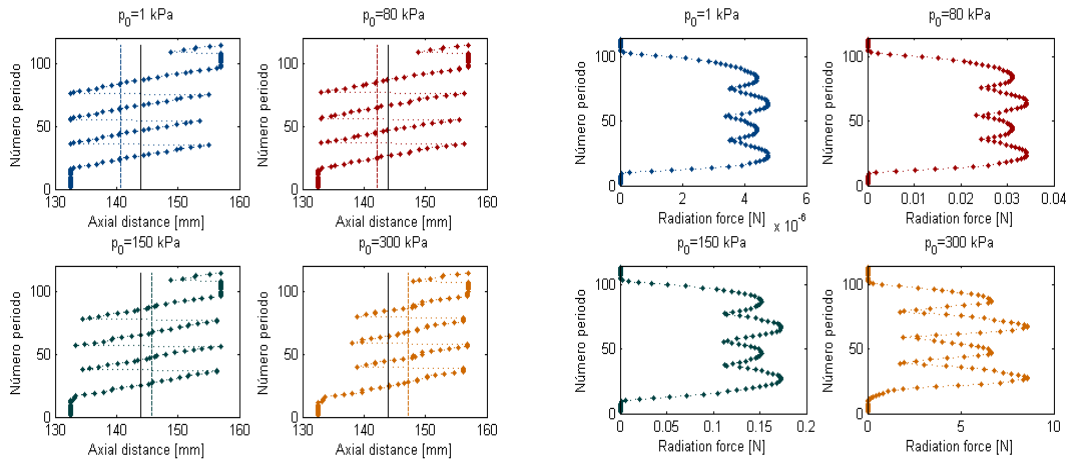 p0=1 kPa
100
50
0
Número periodo
130 140 150 160
Axial distance [mm]
p0=80 kPa
100
50
0
Número periodo
130 140 150 160
Axial distance [mm]
p0=1 kPa
100
50
0
Número periodo
0 2 4 6
Radiation force [N] x 10-6
p0=80 kPa
100
50
0
Número periodo
0 0.01 0.02 0.03 0.04
Radiation force [N]
p0=150 kPa
100
50
0
Número periodo
130 140 150 160
Axial distance [mm]
p0=300 kPa
100
50
0
Número periodo
130 140 150 160
Axial distance [mm]
p0=150 kPa
100
50
0
Número periodo
0 0.05 0.1 0.15 0.2
Radiation force [N]
p0=300 kPa
100
50
0
Número periodo
0 5 10
Radiation force [N]